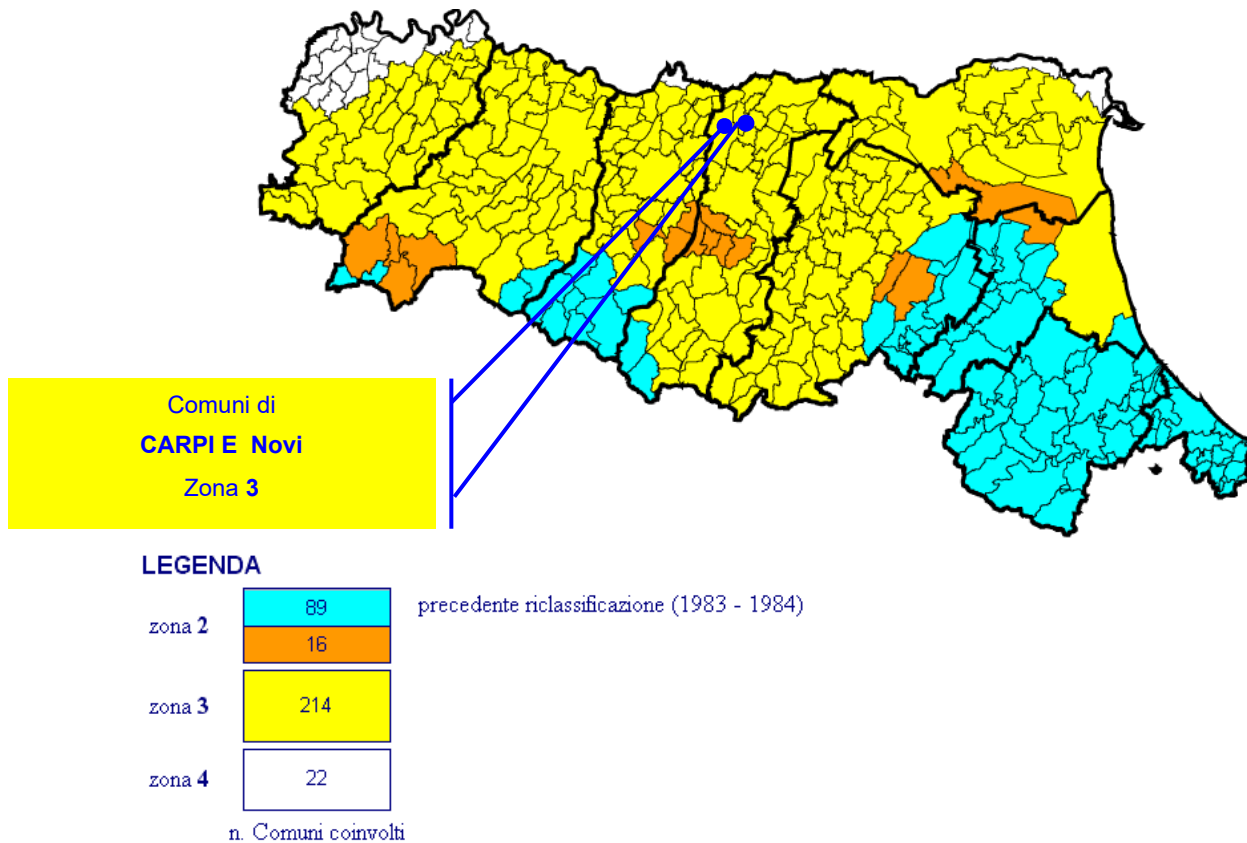 Comuni di
CARPI E Novi
Zona 3
LEGENDA
zona 2
89
precedente riclassificazione (1983 - 1984)
16
zona 3
214
zona 4
22
n. Comuni coinvolti